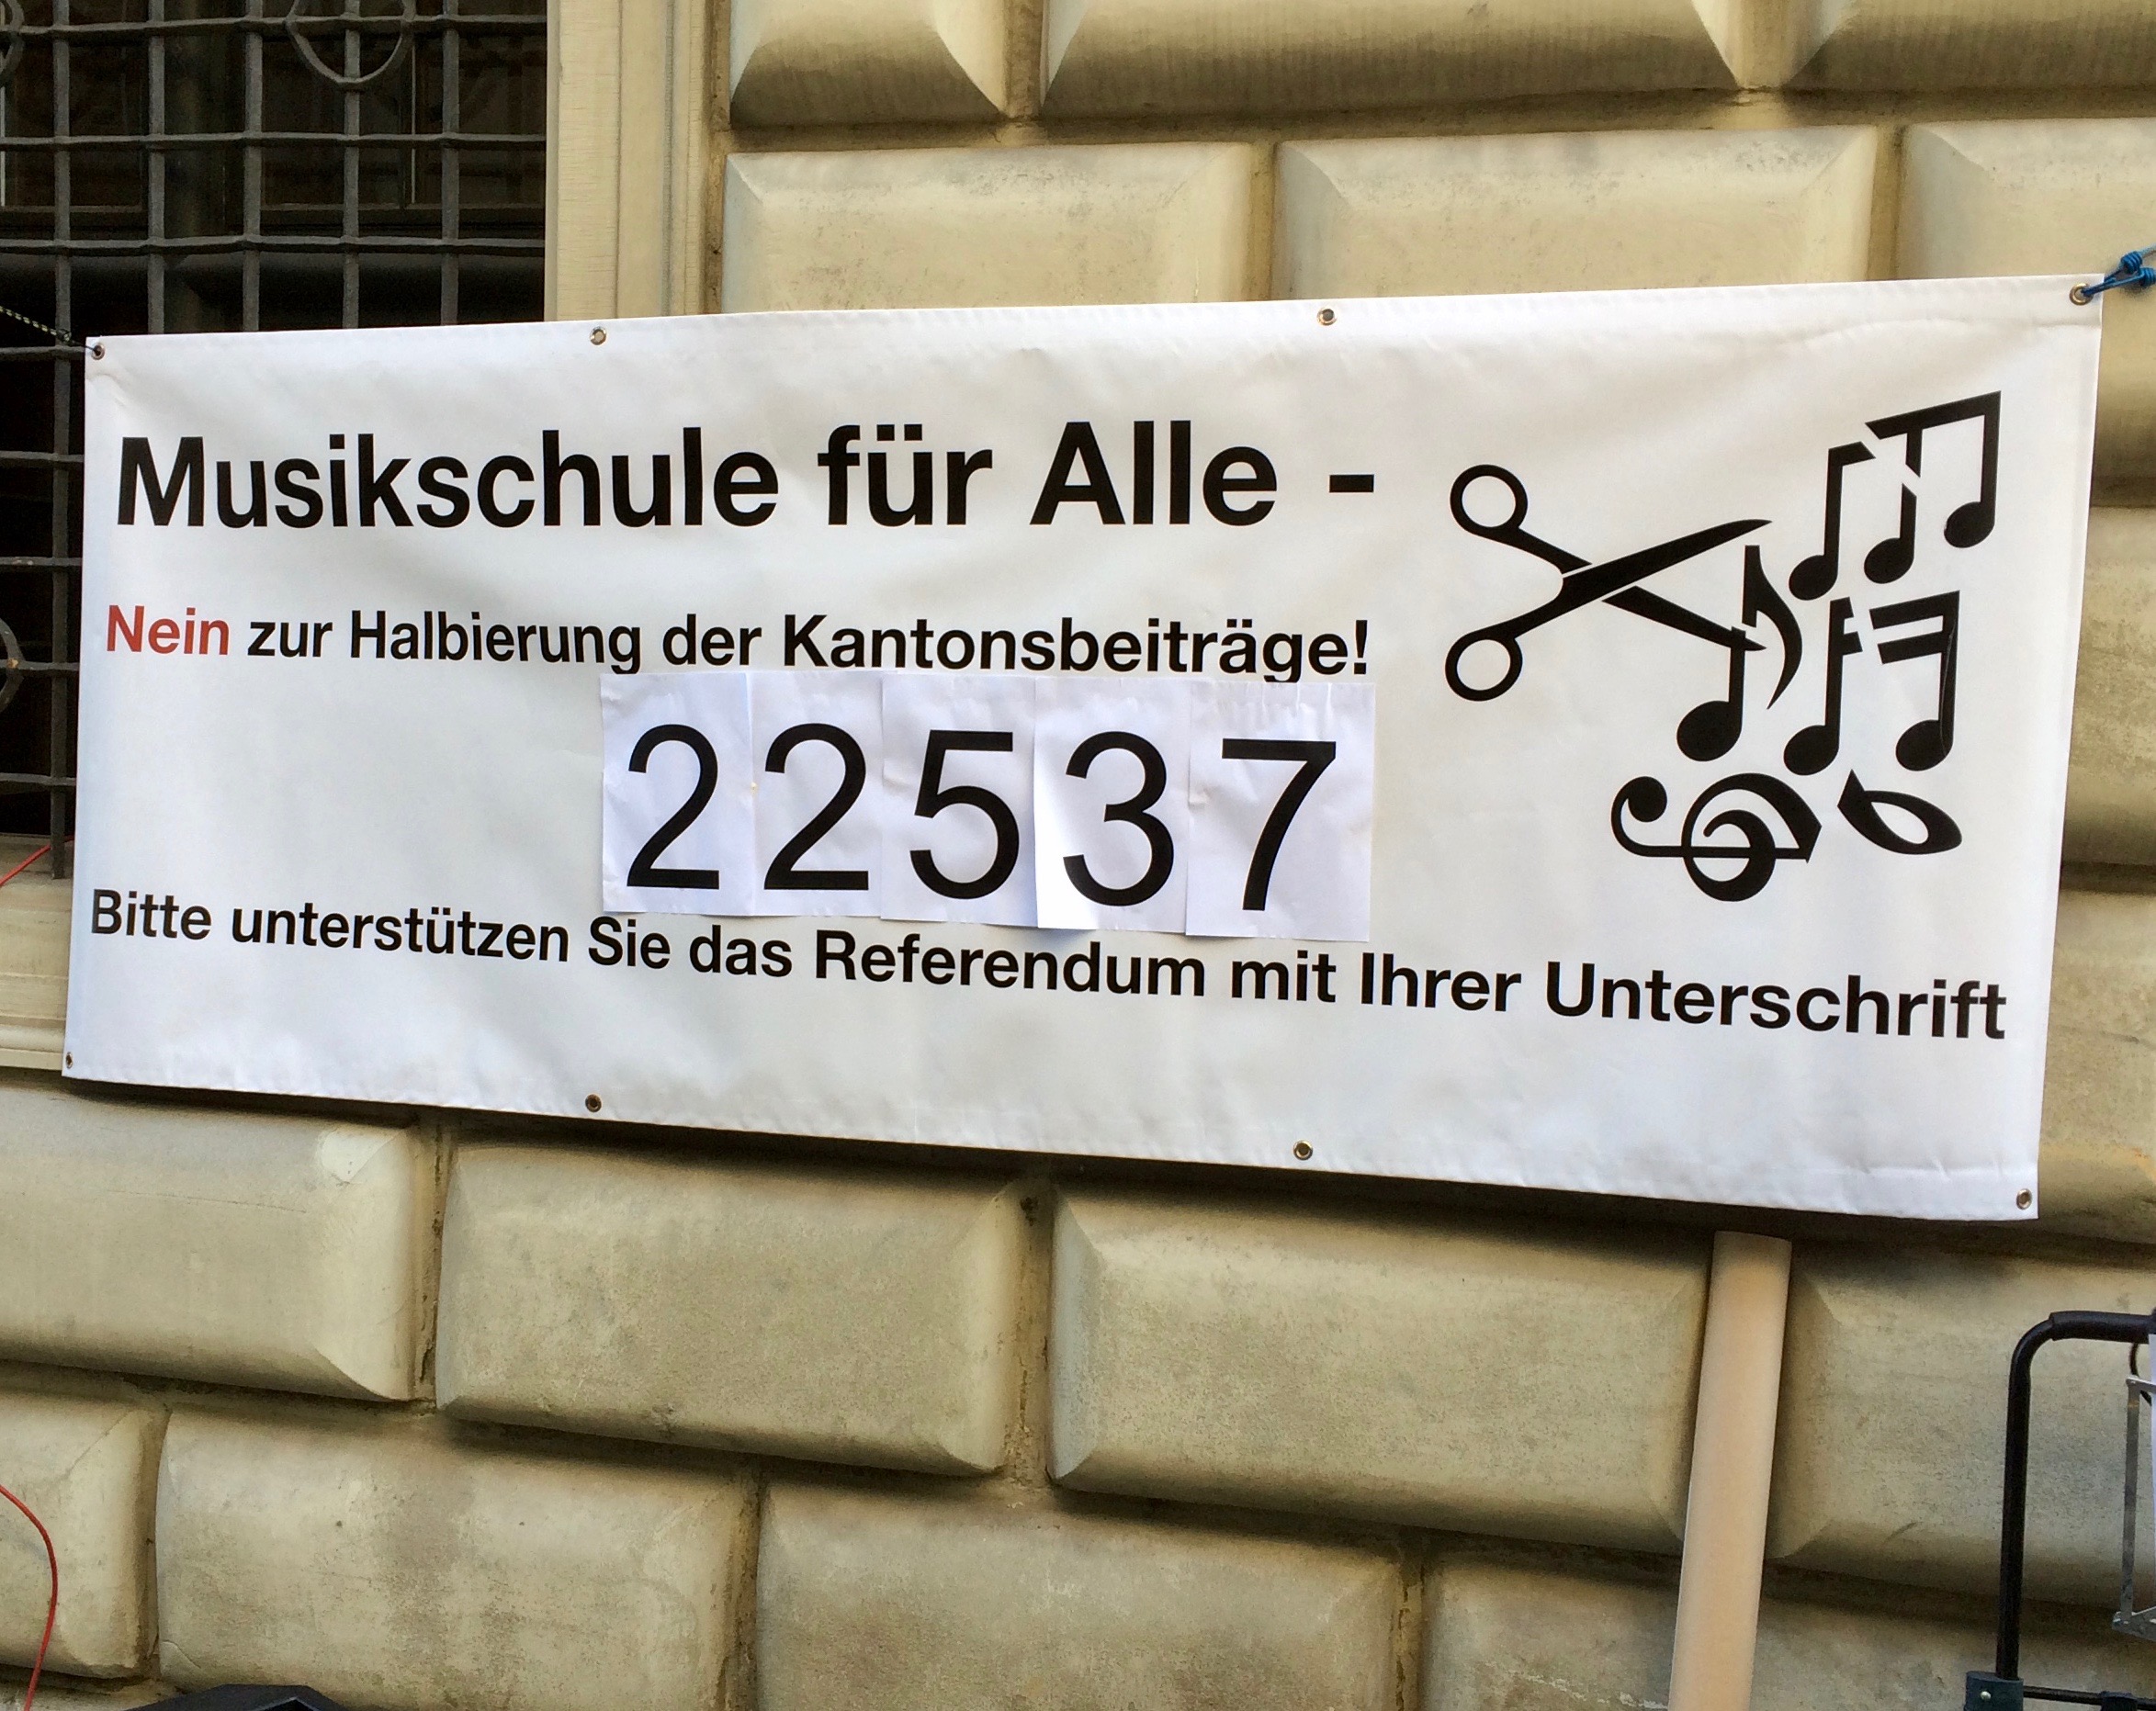 Musikschule für Alle -
Nein zur Halbierung der Kantonsbeiträge!
22537
Bitte unterstützen Sie das Referendum mit Ihrer Unterschrift